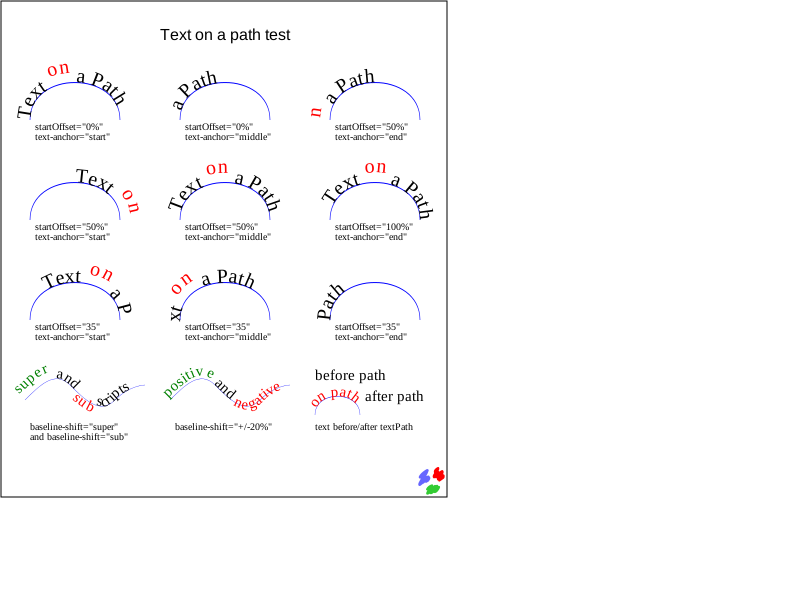 Text on a path test
Text on a Path
a Path
n a Path
startOffset="0%"
text-anchor="start"
startOffset="0%"
text-anchor="middle"
startOffset="50%"
text-anchor="end"
Text on
Text on a Path
Text on a Path
startOffset="50%"
text-anchor="start"
startOffset="50%"
text-anchor="middle"
startOffset="100%"
text-anchor="end"
Text on a P
xt on a Path
Path
startOffset="35"
text-anchor="start"
startOffset="35"
text-anchor="middle"
startOffset="35"
text-anchor="end"
super and sub scripts
positive and negative
before path
on path after path
baseline-shift="super"
and baseline-shift="sub"
baseline-shift="+/-20%"
text before/after textPath